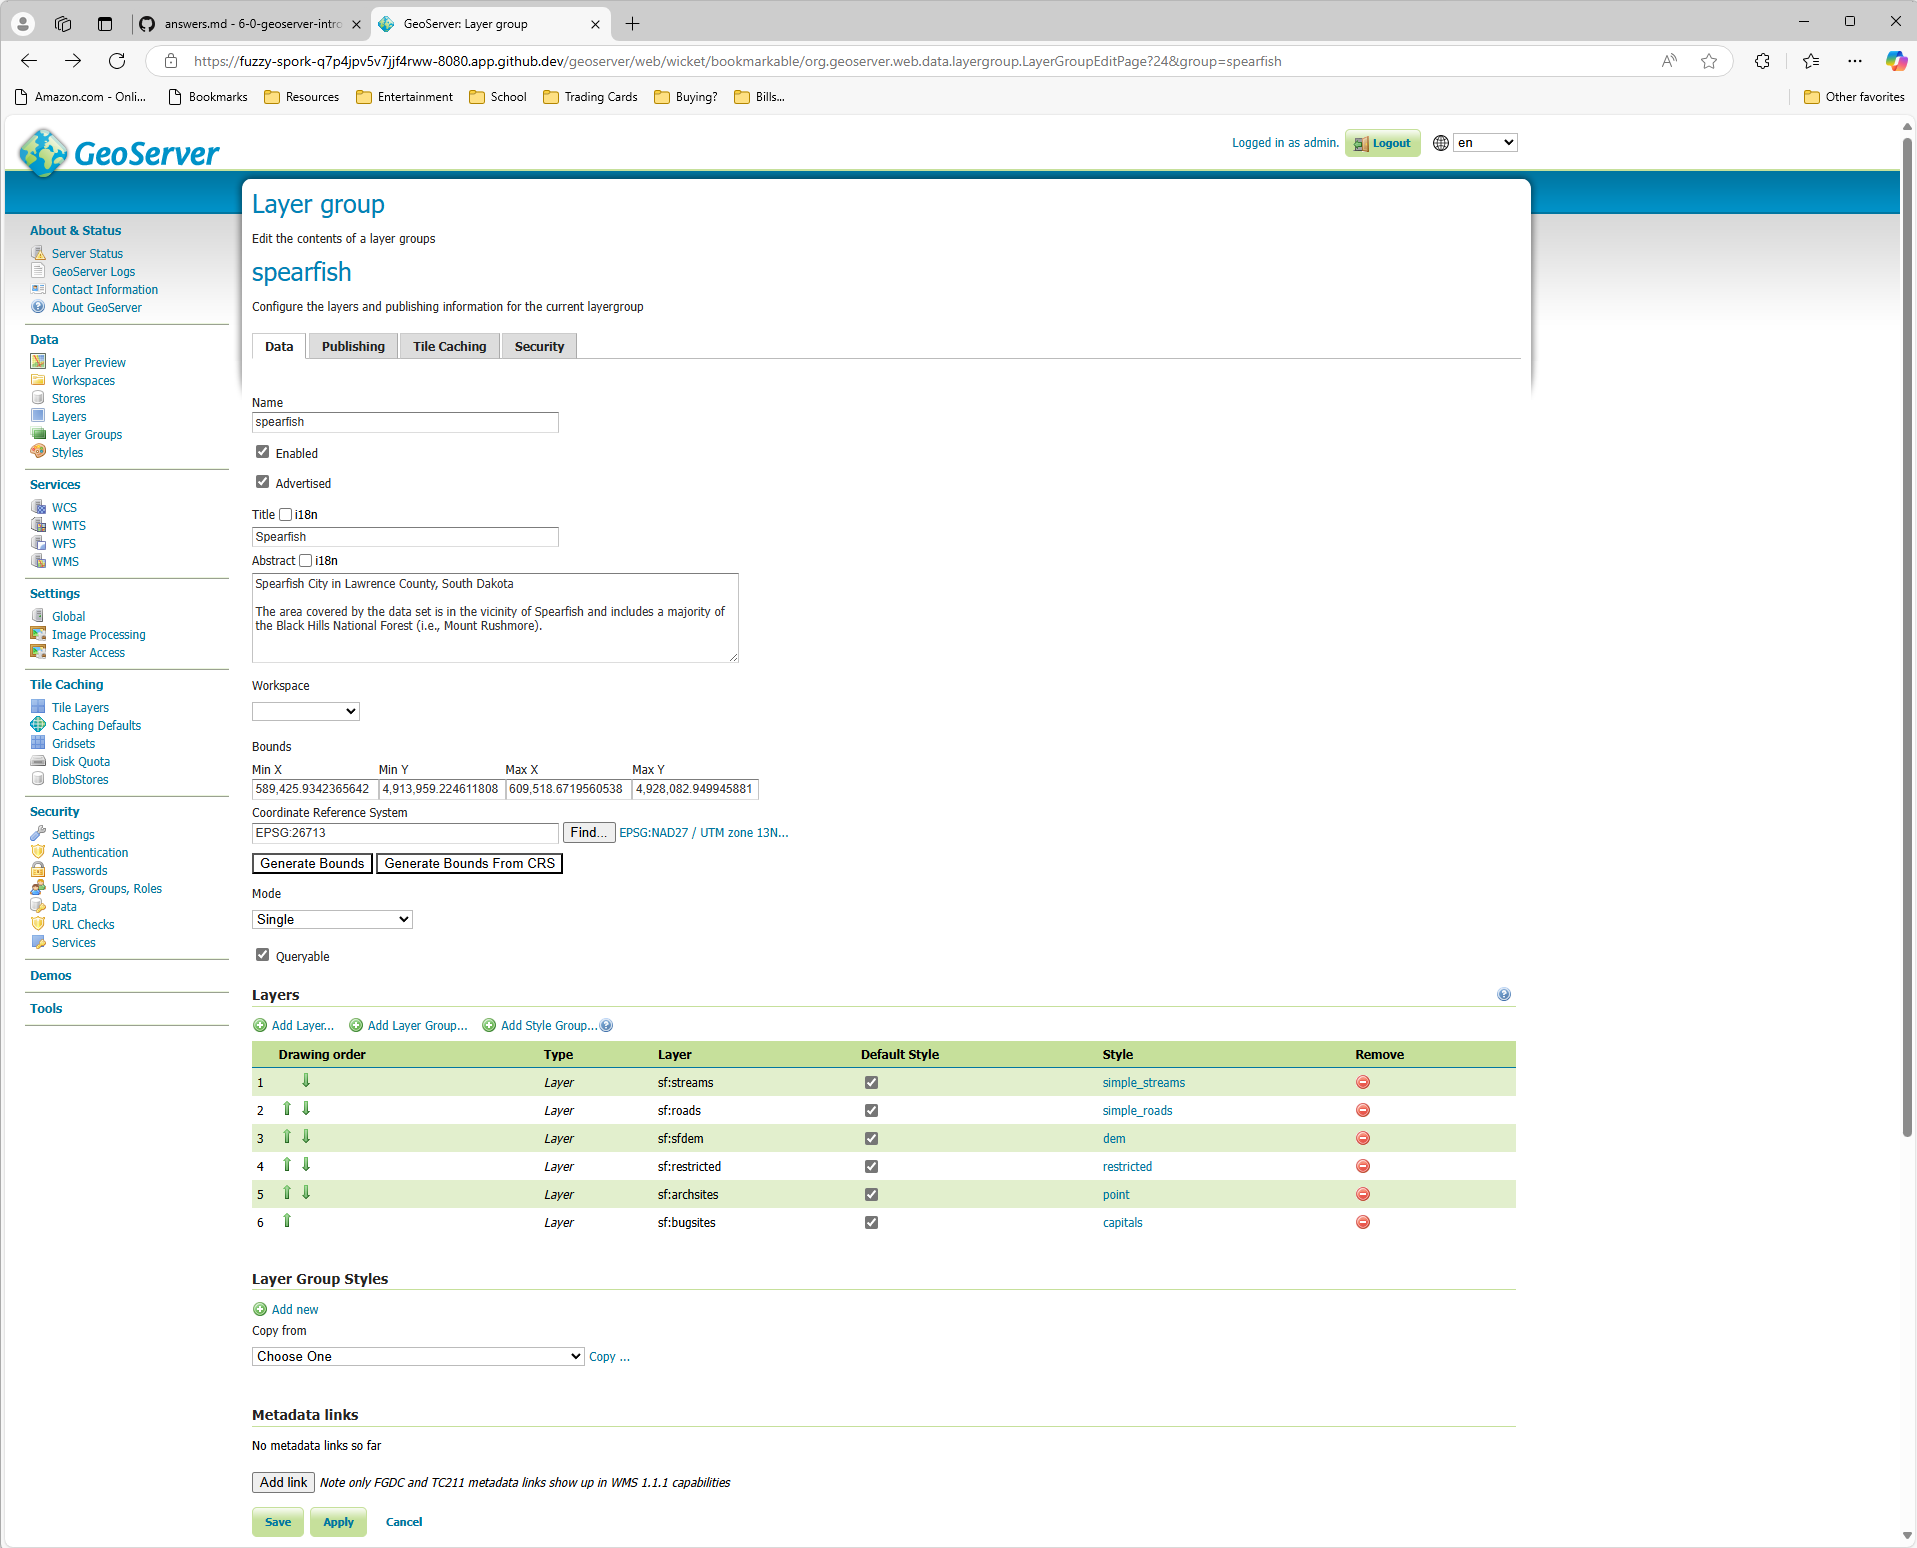 answers.md - 6-0-geoserver-intro
GeoServer: Layer group
https://fuzzy-spork-q7p4jpv5v7jjf4rww-8080.app.github.dev/geoserver/web/wicket/bookmarkable/org.geoserver.web.data.layergroup.LayerGroupEditPage?24&group=spearfish
Amazon.com - Onli...
Bookmarks
Resources
Entertainment
School
Trading Cards
Buying?
Bills...
Other favorites
GeoServer
Logged in as admin.
Logout
en
About & Status
Server Status
GeoServer Logs
Contact Information
About GeoServer
Data
Layer Preview
Workspaces
Stores
Layers
Layer Groups
Styles
Services
WCS
WMTS
WFS
WMS
Settings
Global
Image Processing
Raster Access
Tile Caching
Tile Layers
Caching Defaults
Gridsets
Disk Quota
BlobStores
Security
Settings
Authentication
Passwords
Users, Groups, Roles
Data
URL Checks
Services
Demos
Tools
Layer group
Edit the contents of a layer groups
spearfish
Configure the layers and publishing information for the current layergroup
Data Publishing Tile Caching Security
Name
spearfish
Enabled
Advertised
Title i18n
Spearfish
Abstract i18n
Spearfish City in Lawrence County, South Dakota
The area covered by the data set is in the vicinity of Spearfish and includes a majority of
the Black Hills National Forest (i.e., Mount Rushmore).
Workspace
Bounds
Min X Min Y Max X Max Y
589,425.9342365642 4,913,959.224611808 609,518.6719560538 4,928,082.949945881
Coordinate Reference System
EPSG:26713 Find... EPSG:NAD27 / UTM zone 13N...
Generate Bounds Generate Bounds From CRS
Mode
Single
Queryable
Layers
Add Layer... Add Layer Group... Add Style Group...
Drawing order Type Layer Default Style Style Remove
1 Layer sf:streams simple_streams
2 Layer sf:roads simple_roads
3 Layer sf:sfdem dem
4 Layer sf:restricted restricted
5 Layer sf:archsites point
6 Layer sf:bugsites capitals
Layer Group Styles
Add new
Copy from
Choose One Copy ...
Metadata links
No metadata links so far
Add link Note only FGDC and TC211 metadata links show up in WMS 1.1.1 capabilities
Save Apply Cancel